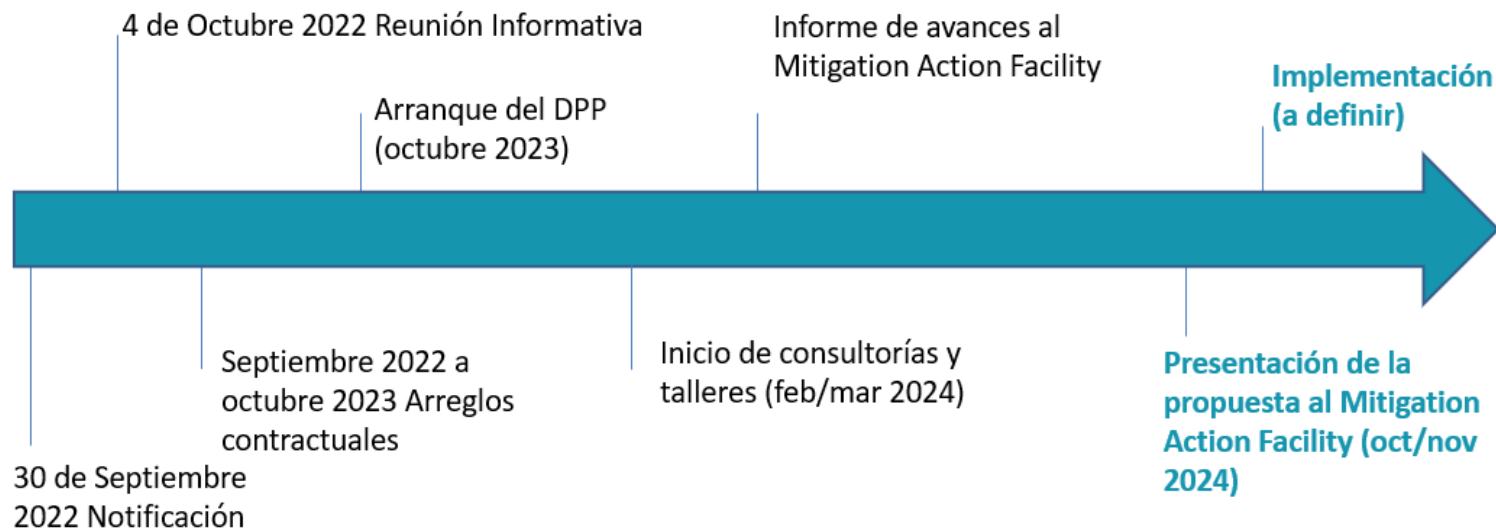 4 de Octubre 2022 Reunión Informativa
Informe de avances al
Mitigation Action Facility
Implementación
(a definir)
Arranque del DPP
(octubre 2023)
Septiembre 2022 a
octubre 2023 Arreglos
contractuales
Inicio de consultorías y
talleres (feb/mar 2024)
Presentación de la
propuesta al Mitigation
Action Facility (oct/nov
2024)
30 de Septiembre
2022 Notificación